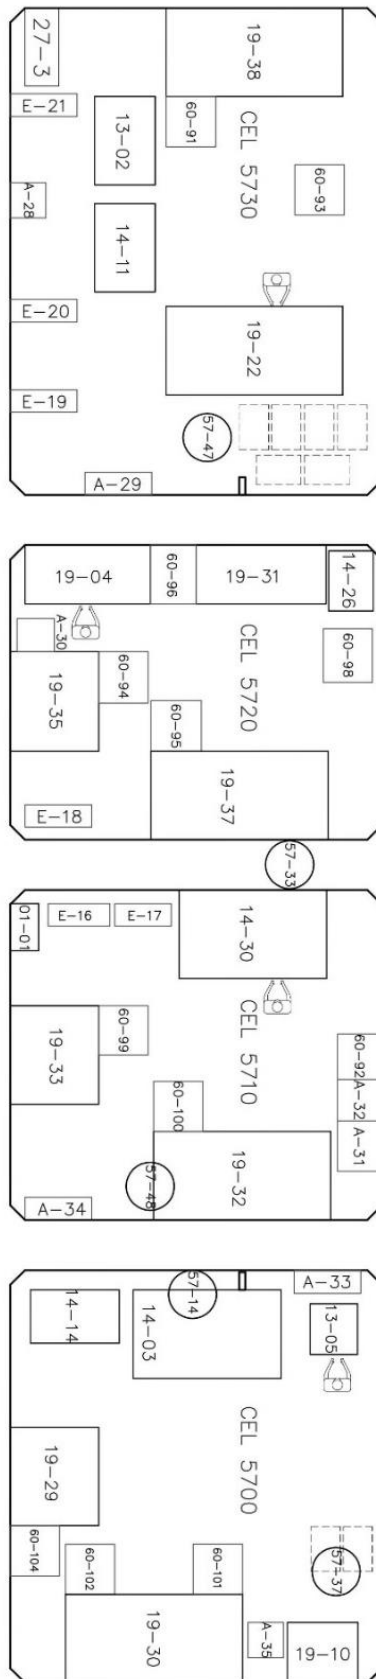 27-3
19-38
E-21
13-02
60-91
CEL 5730
60-93
A-28
14-11
E-20
19-22
E-19
57-47
A-29
19-04
60-96
19-31
14-26
A-30
60-94
CEL 5720
60-98
19-35
60-95
19-37
E-18
57-33
01-01
E-16
E-17
14-30
60-99
CEL 5710
60-92
19-33
60-100
A-32
A-31
57-48
19-32
A-34
57-14
A-33
14-14
14-03
13-05
CEL 5700
19-29
60-104
60-102
60-101
57-37
19-30
A-35
19-10